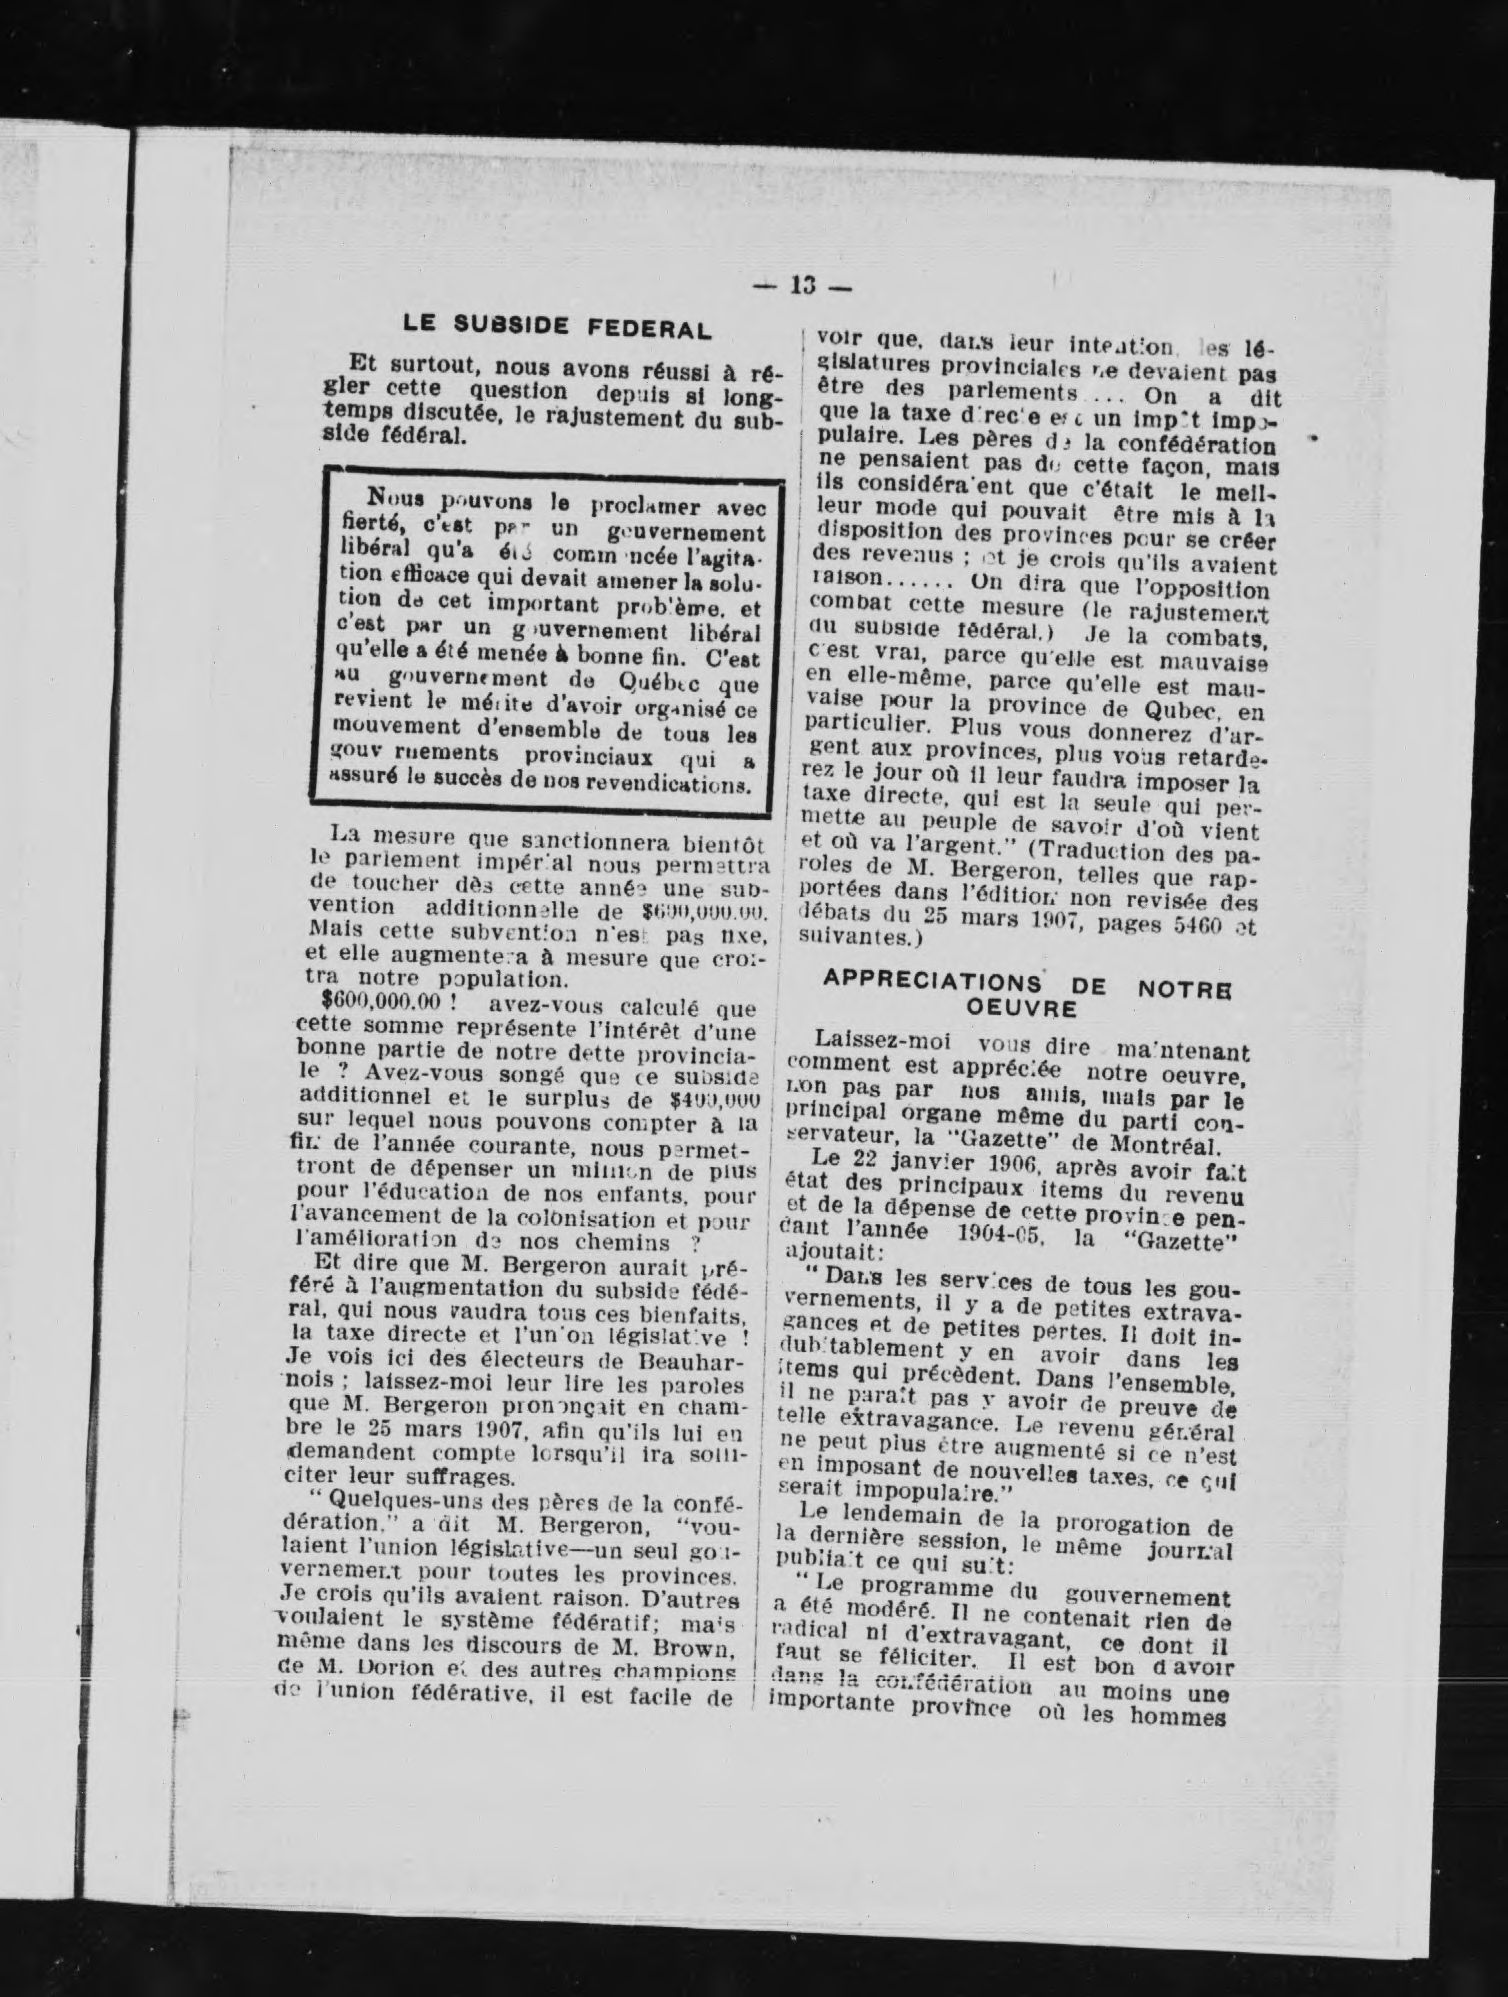 — 13 —
LE SUBSIDE FEDERAL
Et surtout, nous avons réussi à ré-
gler cette question depuis si long-
temps discutée, le rajustement du sub-
side fédéral.
Nous pouvons le proclamer avec
fierté, c'est par un gouvernement
libéral qu'a été commencée l'agita-
tion efficace qui devait amener la solu-
tion de cet important prob'ème, et
c'est par un gouvernement libéral
qu'elle a été menée à bonne fin. C'est
au gouvernement de Québec que
revient le mérite d'avoir organisé ce
mouvement d'ensemble de tous les
gouvernements provinciaux qui a
assuré le succès de nos revendications.
La mesure que sanctionnera bientôt
le parlement impérial nous permettra
de toucher dès cette année une sub-
vention additionnelle de $600,000.00.
Mais cette subvention n'est pas fixe,
et elle augmentera à mesure que croî-
tra notre population.
$600,000.00 ! avez-vous calculé que
cette somme représente l'intérêt d'une
bonne partie de notre dette provincia-
le ? Avez-vous songé que ce subside
additionnel et le surplus de $400,000
sur lequel nous pouvons compter à la
fin de l'année courante, nous permet-
tront de dépenser un million de plus
pour l'éducation de nos enfants, pour
l'avancement de la colonisation et pour
l'amélioration de nos chemins ?
Et dire que M. Bergeron aurait pré-
féré à l'augmentation du subside fédé-
ral, qui nous vaudra tous ces bienfaits,
la taxe directe et l'union législative !
Je vois ici des électeurs de Beauhar-
nois ; laissez-moi leur lire les paroles
que M. Bergeron prononçait en cham-
bre le 25 mars 1907, afin qu'ils lui en
demandent compte lorsqu'il ira solli-
citer leur suffrages.
" Quelques-uns des pères de la confé-
dération," a dit M. Bergeron, "vou-
laient l'union législative—un seul gou-
vernement pour toutes les provinces.
Je crois qu'ils avaient raison. D'autres
voulaient le système fédératif; mais
même dans les discours de M. Brown,
de M. Dorion et des autres champions
de l'union fédérative, il est facile de
voir que, dans leur intention, les lé-
gislatures provinciales ne devaient pas
être des parlements ... On a dit
que la taxe directe est un impôt impo-
pulaire. Les pères de la confédération
ne pensaient pas de cette façon, mais
ils considéraient que c'était le meil-
leur mode qui pouvait être mis à la
disposition des provinces pour se créer
des revenus ; et je crois qu'ils avaient
raison...... On dira que l'opposition
combat cette mesure (le rajustement
du subside fédéral.) Je la combats,
c'est vrai, parce qu'elle est mauvaise
en elle-même, parce qu'elle est mau-
vaise pour la province de Qubec, en
particulier. Plus vous donnerez d'ar-
gent aux provinces, plus vous retarde-
rez le jour où il leur faudra imposer la
taxe directe, qui est la seule qui per-
mette au peuple de savoir d'où vient
et où va l'argent." (Traduction des pa-
roles de M. Bergeron, telles que rap-
portées dans l'édition non revisée des
débats du 25 mars 1907, pages 5460 et
suivantes.)
APPRECIATIONS DE NOTRE
OEUVRE
Laissez-moi vous dire maintenant
comment est appréciée notre oeuvre,
non pas par nos amis, mais par le
principal organe même du parti con-
servateur, la "Gazette" de Montréal.
Le 22 janvier 1906, après avoir fait
état des principaux items du revenu
et de la dépense de cette province pen-
dant l'année 1904-05, la "Gazette"
ajoutait:
" Dans les services de tous les gou-
vernements, il y a de petites extrava-
gances et de petites pertes. Il doit in-
dubitablement y en avoir dans les
items qui précèdent. Dans l'ensemble,
il ne paraît pas y avoir de preuve de
telle extravagance. Le revenu général
ne peut plus être augmenté si ce n'est
en imposant de nouvelles taxes, ce qui
serait impopulaire."
Le lendemain de la prorogation de
la dernière session, le même journal
publiait ce qui suit:
" Le programme du gouvernement
a été modéré. Il ne contenait rien de
radical ni d'extravagant, ce dont il
faut se féliciter. Il est bon d'avoir
dans la confédération au moins une
importante province où les hommes